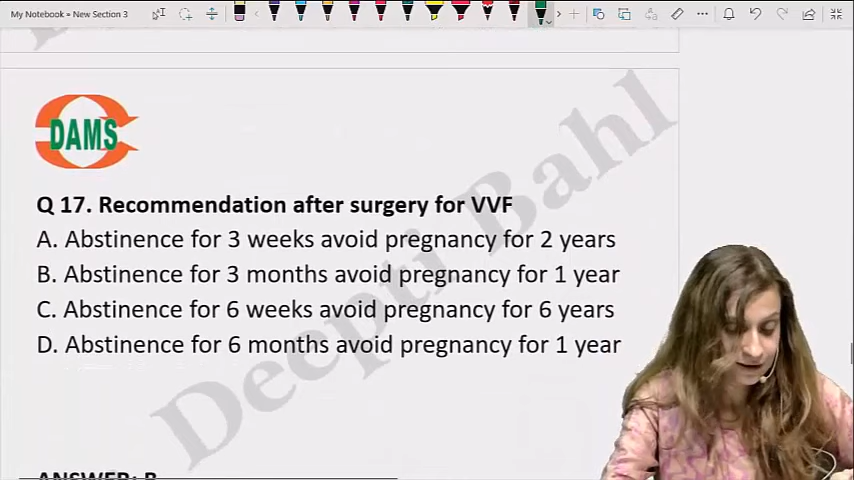 My Notebook = New Section 3
DAMS
Deepti Bahl
Q 17. Recommendation after surgery for VVF
A. Abstinence for 3 weeks avoid pregnancy for 2 years
B. Abstinence for 3 months avoid pregnancy for 1 year
C. Abstinence for 6 weeks avoid pregnancy for 6 years
D. Abstinence for 6 months avoid pregnancy for 1 year
ANSWER: B